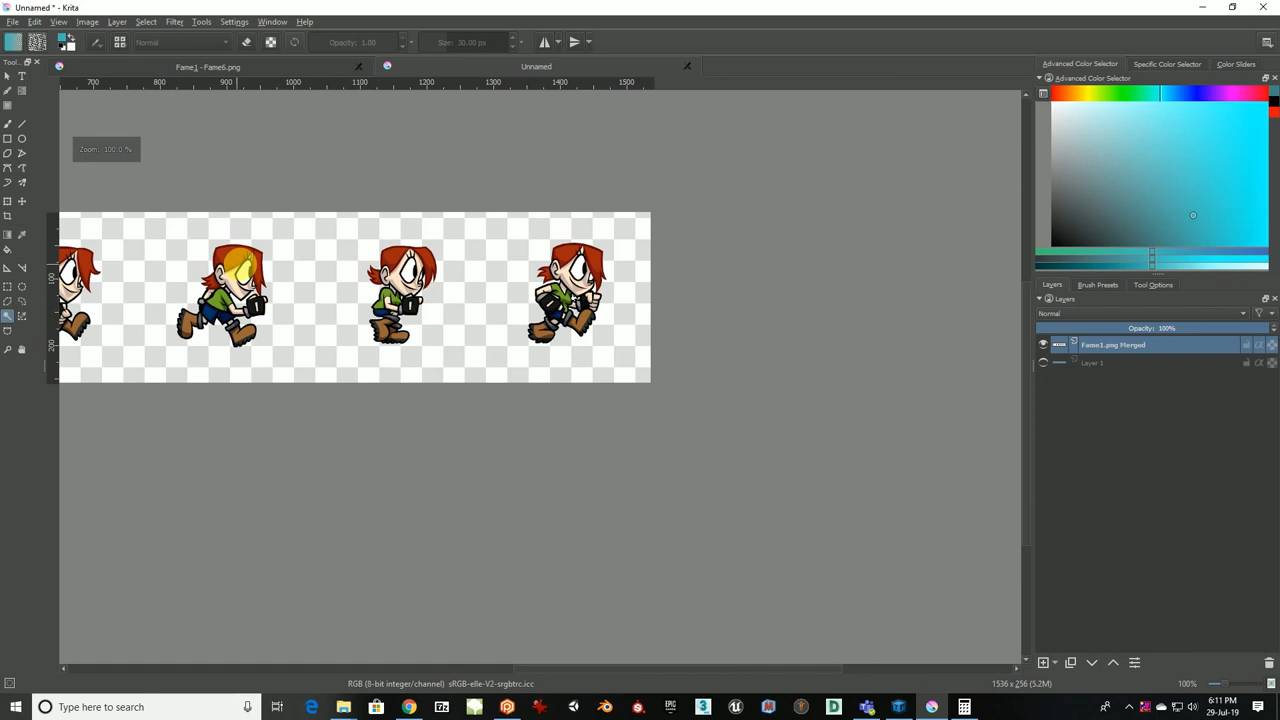 Unnamed * - Krita
File Edit View Image Layer Select Filter Tools Settings Window Help
Normal Opacity: 1.00 Size: 30.00 px
Tool... Fame1 - Fame6.png Unnamed
700 800 900 1000 1100 1200 1300 1400 1500
Zoom: 100.0 %
100
200
Advanced Color Selector Specific Color Selector Color Sliders
Advanced Color Selector
Layers Brush Presets Tool Options
Layers
Normal
Opacity: 100%
Fame1.png Merged
Layer 1
RGB (8-bit integer/channel) sRGB-elle-V2-srgbtrc.icc 1536 x 256 (5.2M) 100%
Type here to search
6:11 PM
29-Jul-19